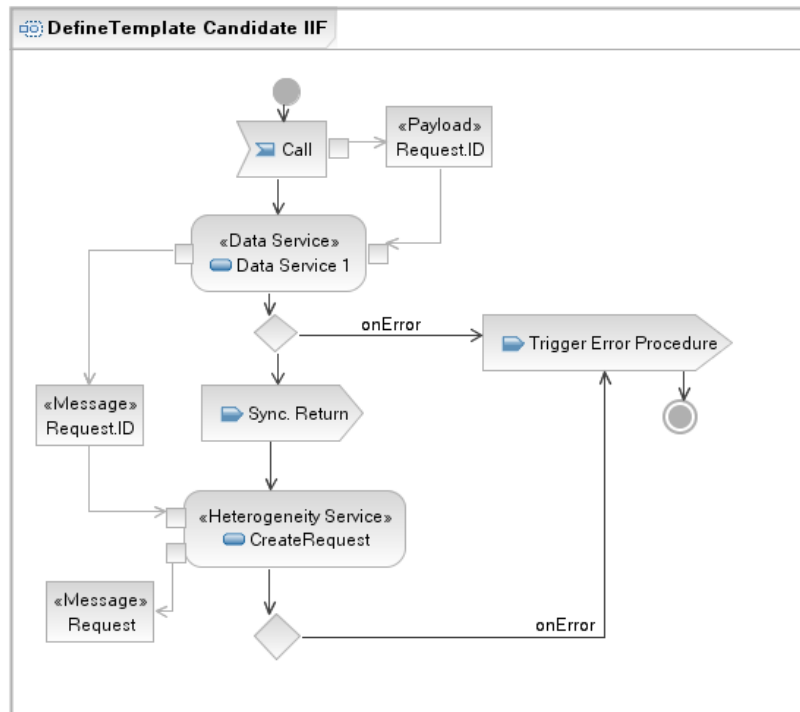 DefineTemplate Candidate IIF
Call
«Payload»
Request.ID
«Data Service»
Data Service 1
onError
Trigger Error Procedure
«Message»
Request.ID
Sync. Return
«Heterogeneity Service»
CreateRequest
«Message»
Request
onError